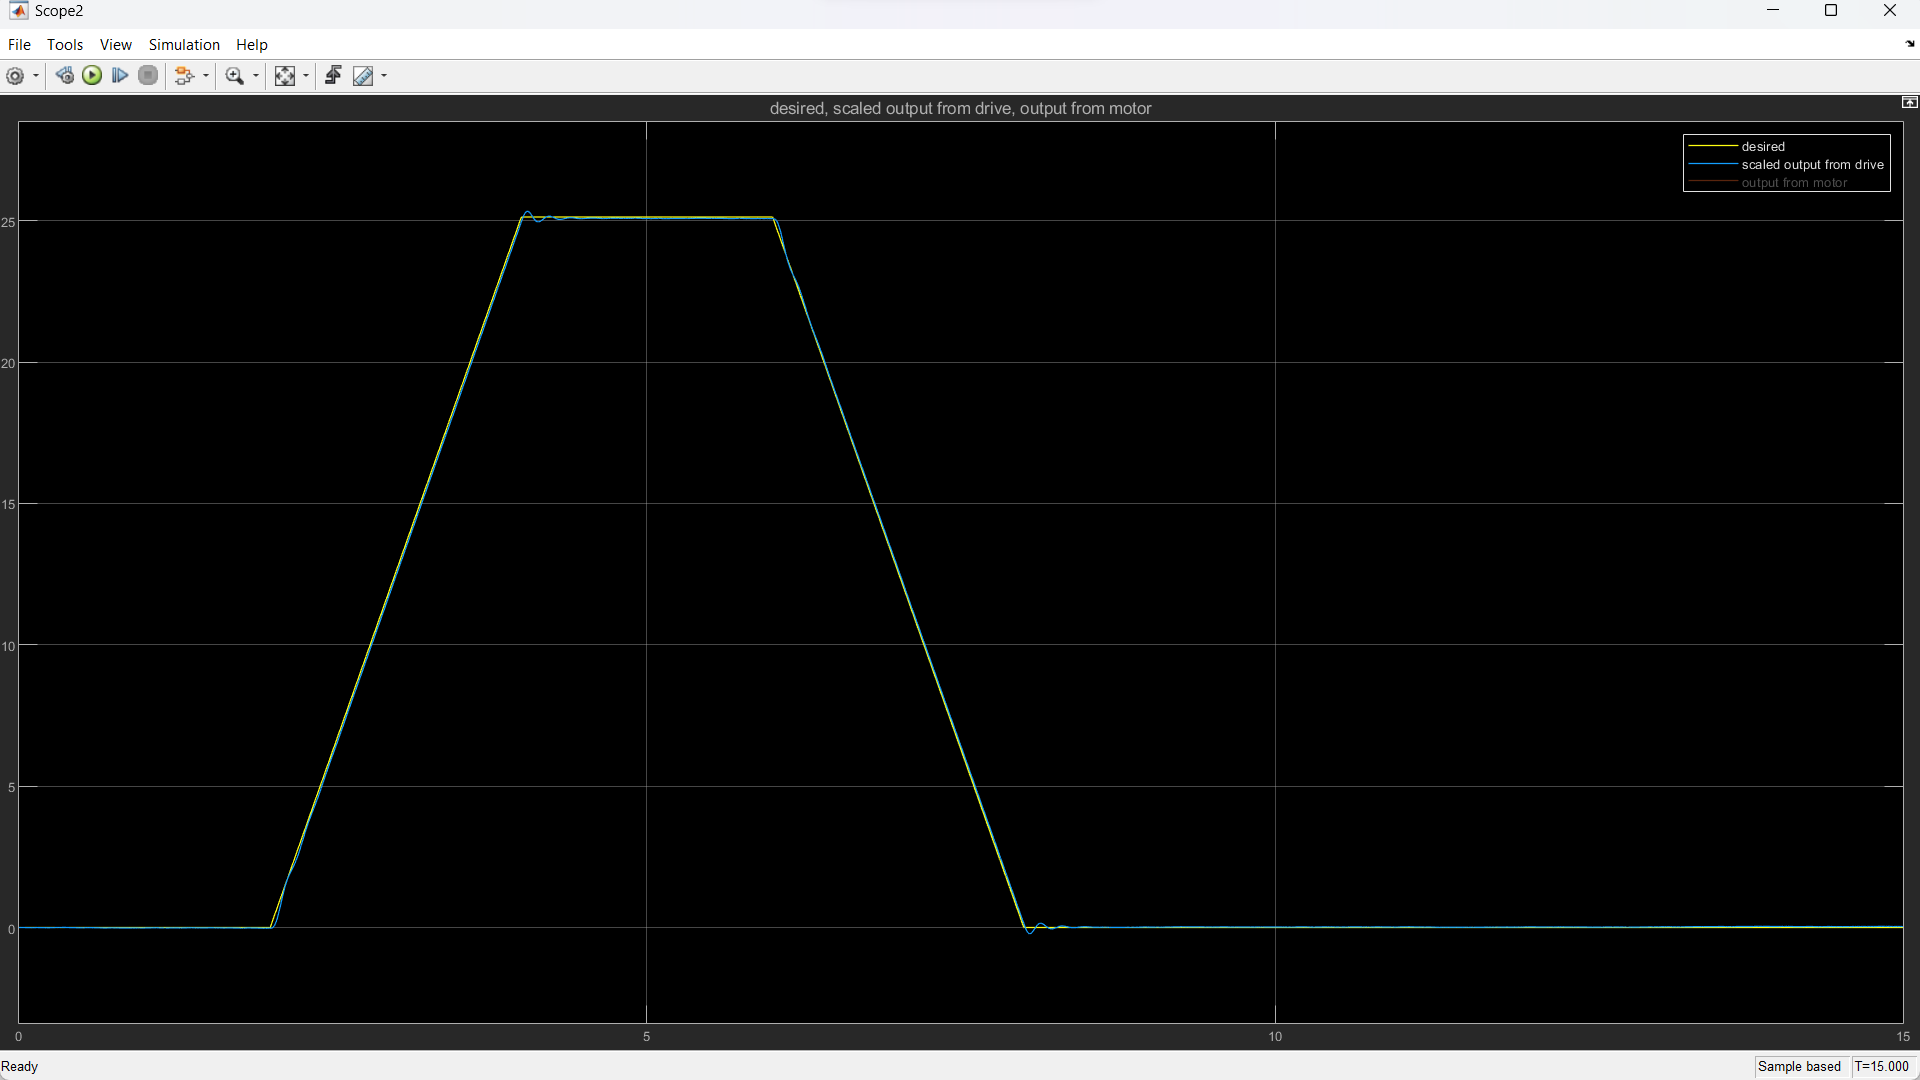 Scope2
File Tools View Simulation Help
desired, scaled output from drive, output from motor
desired
scaled output from drive
output from motor
25
20
15
10
5
0
0 5 10 15
Ready
Sample based T=15.000